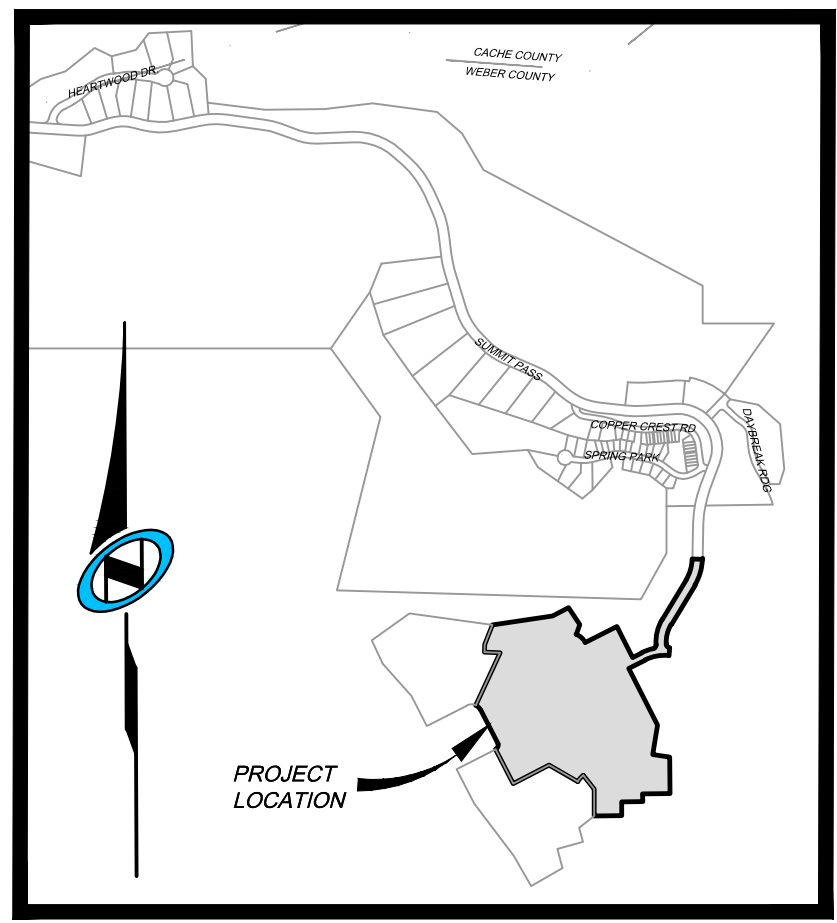 CACHE COUNTY
WEBER COUNTY
HEARTWOOD DR.
SUMMIT PASS
COPPER CREST RD
SPRING PARK
DAYBREAK RDG
N
PROJECT
LOCATION